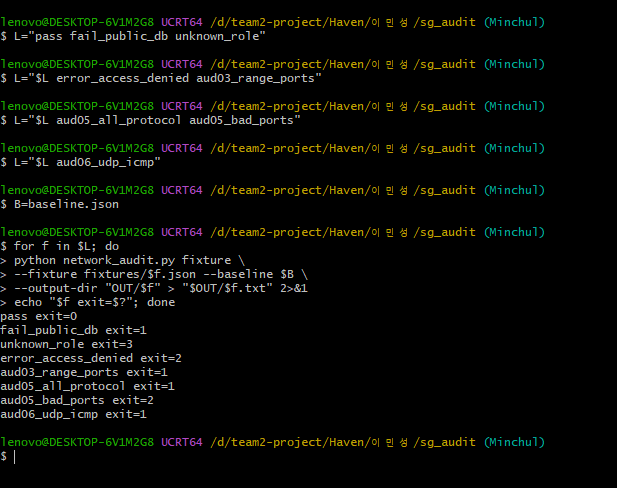 lenovo@DESKTOP-6V1M2G8 UCRT64 /d/team2-project/Haven/이민성/sg_audit (Minchul)
$ L="pass fail_public_db unknown_role"
lenovo@DESKTOP-6V1M2G8 UCRT64 /d/team2-project/Haven/이민성/sg_audit (Minchul)
$ L="$L error_access_denied aud03_range_ports"
lenovo@DESKTOP-6V1M2G8 UCRT64 /d/team2-project/Haven/이민성/sg_audit (Minchul)
$ L="$L aud05_all_protocol aud05_bad_ports"
lenovo@DESKTOP-6V1M2G8 UCRT64 /d/team2-project/Haven/이민성/sg_audit (Minchul)
$ L="$L aud06_udp_icmp"
lenovo@DESKTOP-6V1M2G8 UCRT64 /d/team2-project/Haven/이민성/sg_audit (Minchul)
$ B=baseline.json
lenovo@DESKTOP-6V1M2G8 UCRT64 /d/team2-project/Haven/이민성/sg_audit (Minchul)
$ for f in $L; do
> python network_audit.py fixture \
> --fixture fixtures/$f.json --baseline $B \
> --output-dir "OUT/$f" > "$OUT/$f.txt" 2>&1
> echo "$f exit=$?"; done
pass exit=0
fail_public_db exit=1
unknown_role exit=3
error_access_denied exit=2
aud03_range_ports exit=1
aud05_all_protocol exit=1
aud05_bad_ports exit=2
aud06_udp_icmp exit=1
lenovo@DESKTOP-6V1M2G8 UCRT64 /d/team2-project/Haven/이민성/sg_audit (Minchul)
$